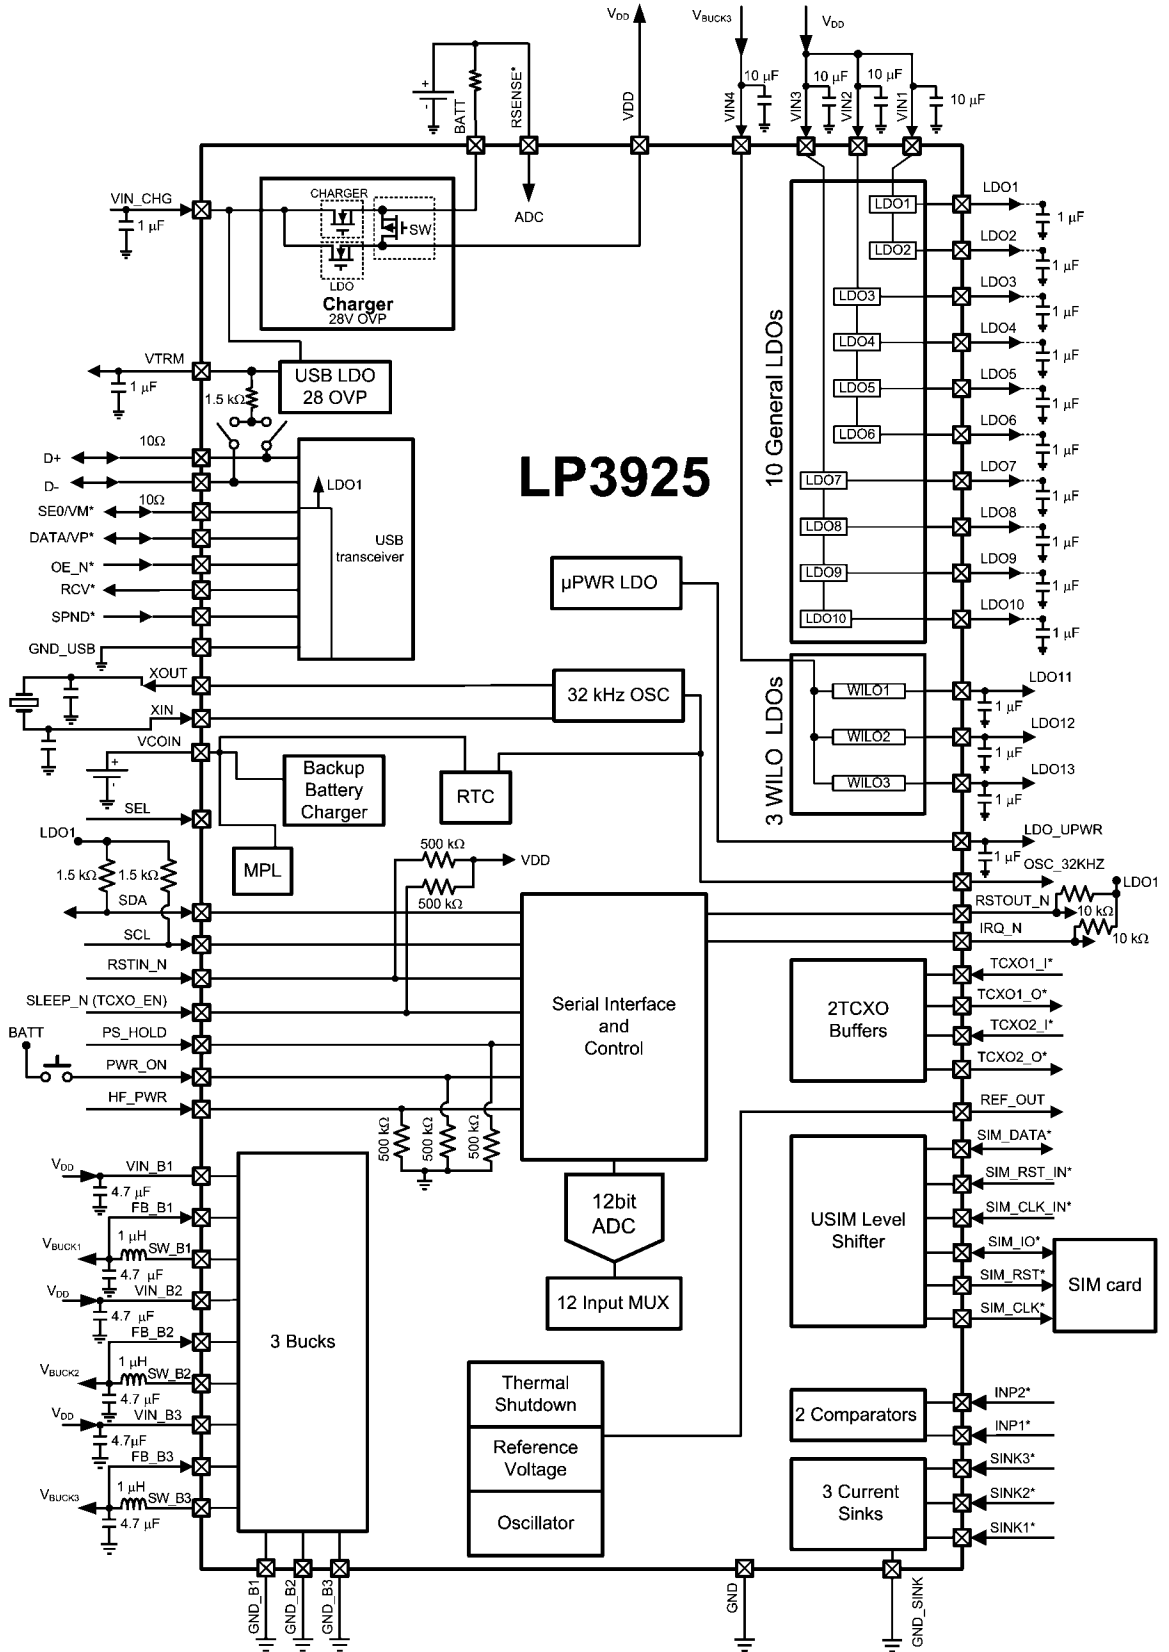 VDD
VBUCK3
VDD
10 µF
10 µF
10 µF
10 µF
BATT
RSENSE*
VDD
VIN4
VIN3
VIN2
VIN1
ADC
VIN_CHG
1 µF
CHARGER
SW
LDO
Charger
28V OVP
VTRM
1 µF
1.5 kΩ
USB LDO
28 OVP
D+
10Ω
D-
SE0/VM*
10Ω
DATA/VP*
OE_N*
RCV*
SPND*
GND_USB
LDO1
USB
transceiver
LP3925
10 General LDOs
LDO1
LDO2
LDO3
LDO4
LDO5
LDO6
LDO7
LDO8
LDO9
LDO10
LDO1
1 µF
LDO2
1 µF
LDO3
1 µF
LDO4
1 µF
LDO5
1 µF
LDO6
1 µF
LDO7
1 µF
LDO8
1 µF
LDO9
1 µF
LDO10
1 µF
µPWR LDO
3 WILO LDOs
WILO1
WILO2
WILO3
LDO11
1 µF
LDO12
1 µF
LDO13
1 µF
LDO_UPWR
1 µF
XOUT
XIN
32 kHz OSC
VCOIN
Backup
Battery
Charger
RTC
MPL
SEL
LDO1
1.5 kΩ
1.5 kΩ
500 kΩ
500 kΩ
VDD
OSC_32KHZ
LDO1
RSTOUT_N
10 kΩ
IRQ_N
10 kΩ
SDA
SCL
RSTIN_N
SLEEP_N (TCXO_EN)
PS_HOLD
BATT
PWR_ON
HF_PWR
500 kΩ
500 kΩ
500 kΩ
Serial Interface
and
Control
12bit
ADC
12 Input MUX
2TCXO
Buffers
TCXO1_I*
TCXO1_O*
TCXO2_I*
TCXO2_O*
REF_OUT
USIM Level
Shifter
SIM_DATA*
SIM_RST_IN*
SIM_CLK_IN*
SIM_IO*
SIM_RST*
SIM_CLK*
SIM card
VDD
VIN_B1
4.7 µF
FB_B1
1 µH
VBUCK1
SW_B1
4.7 µF
VDD
VIN_B2
4.7 µF
FB_B2
1 µH
VBUCK2
SW_B2
4.7 µF
VDD
VIN_B3
4.7µF
FB_B3
1 µH
VBUCK3
SW_B3
4.7 µF
3 Bucks
Thermal
Shutdown
Reference
Voltage
Oscillator
2 Comparators
INP2*
INP1*
3 Current
Sinks
SINK3*
SINK2*
SINK1*
GND_B1
GND_B2
GND_B3
GND
GND_SINK